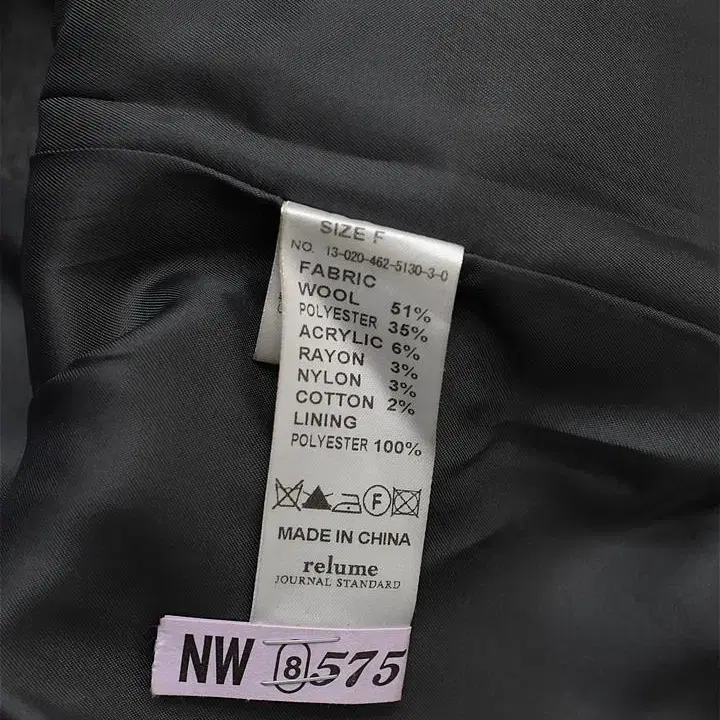 SIZE F
NO. 13-020-462-5130-3-0
FABRIC
WOOL 51%
POLYESTER 35%
ACRYLIC 6%
RAYON 3%
NYLON 3%
COTTON 2%
LINING
POLYESTER 100%
F
MADE IN CHINA
relume
JOURNAL STANDARD
NW 8.575